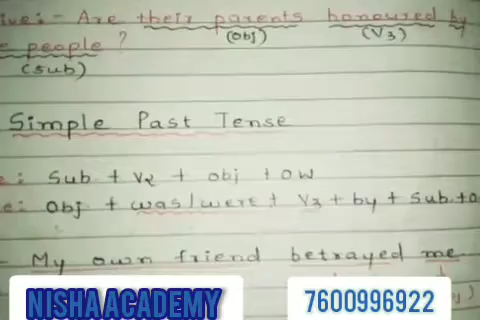 ive:- Are their parents honoured by
(obj) (V3)
e people ?
(sub)
Simple Past Tense
e: Sub + V2 + obj + ow
e: Obj + was/were + V3 + by + sub + o
- My own friend betrayed me
NISHA ACADEMY
7600996922